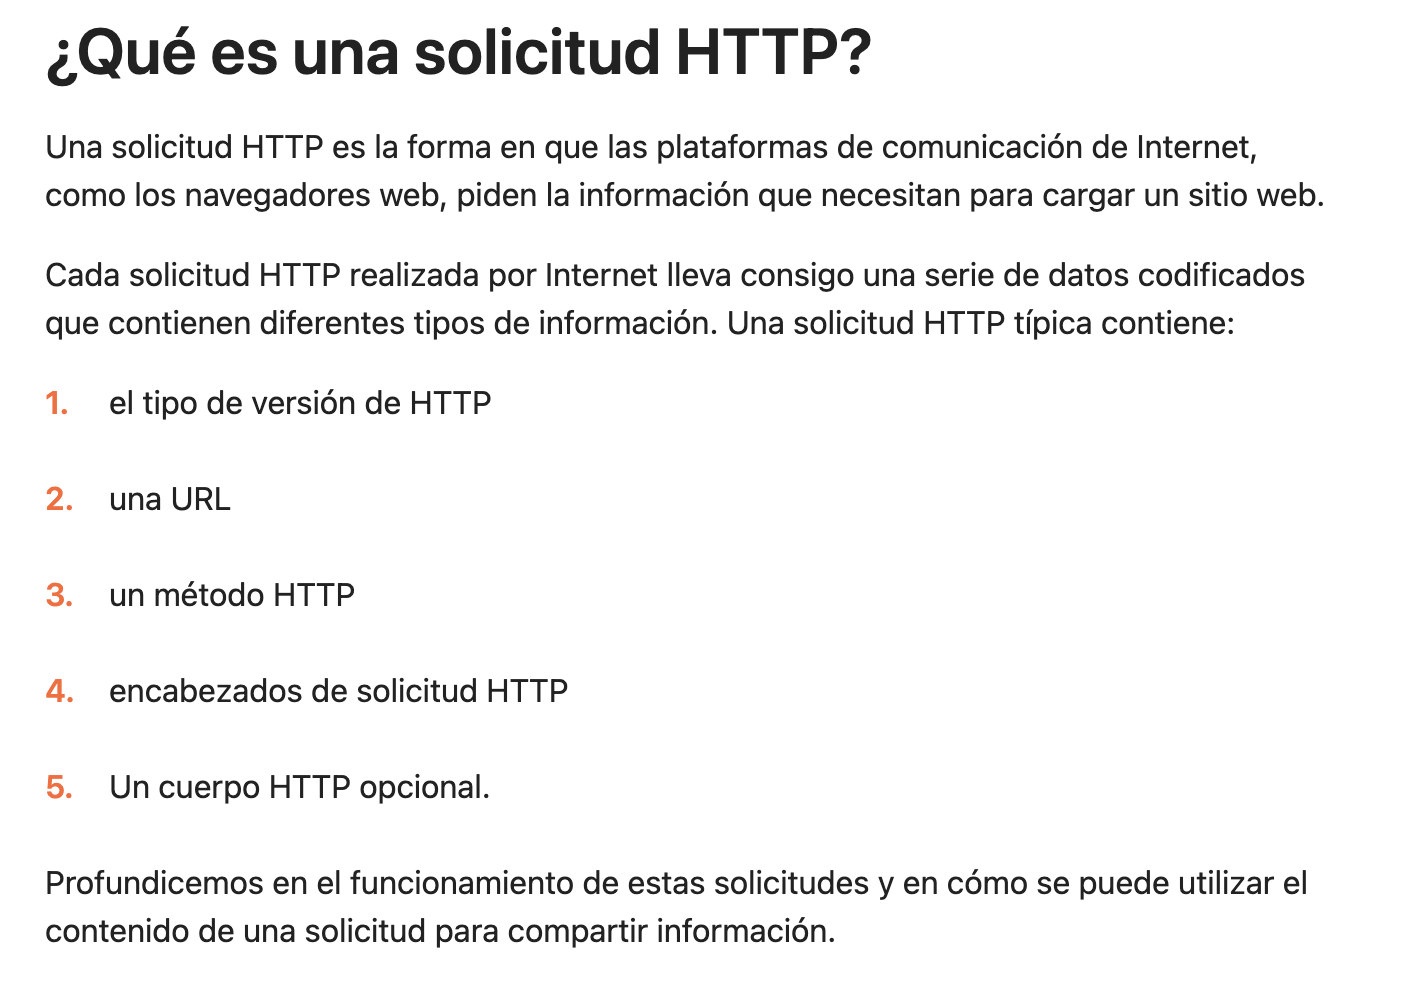 ¿Qué es una solicitud HTTP?
Una solicitud HTTP es la forma en que las plataformas de comunicación de Internet,
como los navegadores web, piden la información que necesitan para cargar un sitio web.
Cada solicitud HTTP realizada por Internet lleva consigo una serie de datos codificados
que contienen diferentes tipos de información. Una solicitud HTTP típica contiene:
1. el tipo de versión de HTTP
2. una URL
3. un método HTTP
4. encabezados de solicitud HTTP
5. Un cuerpo HTTP opcional.
Profundicemos en el funcionamiento de estas solicitudes y en cómo se puede utilizar el
contenido de una solicitud para compartir información.